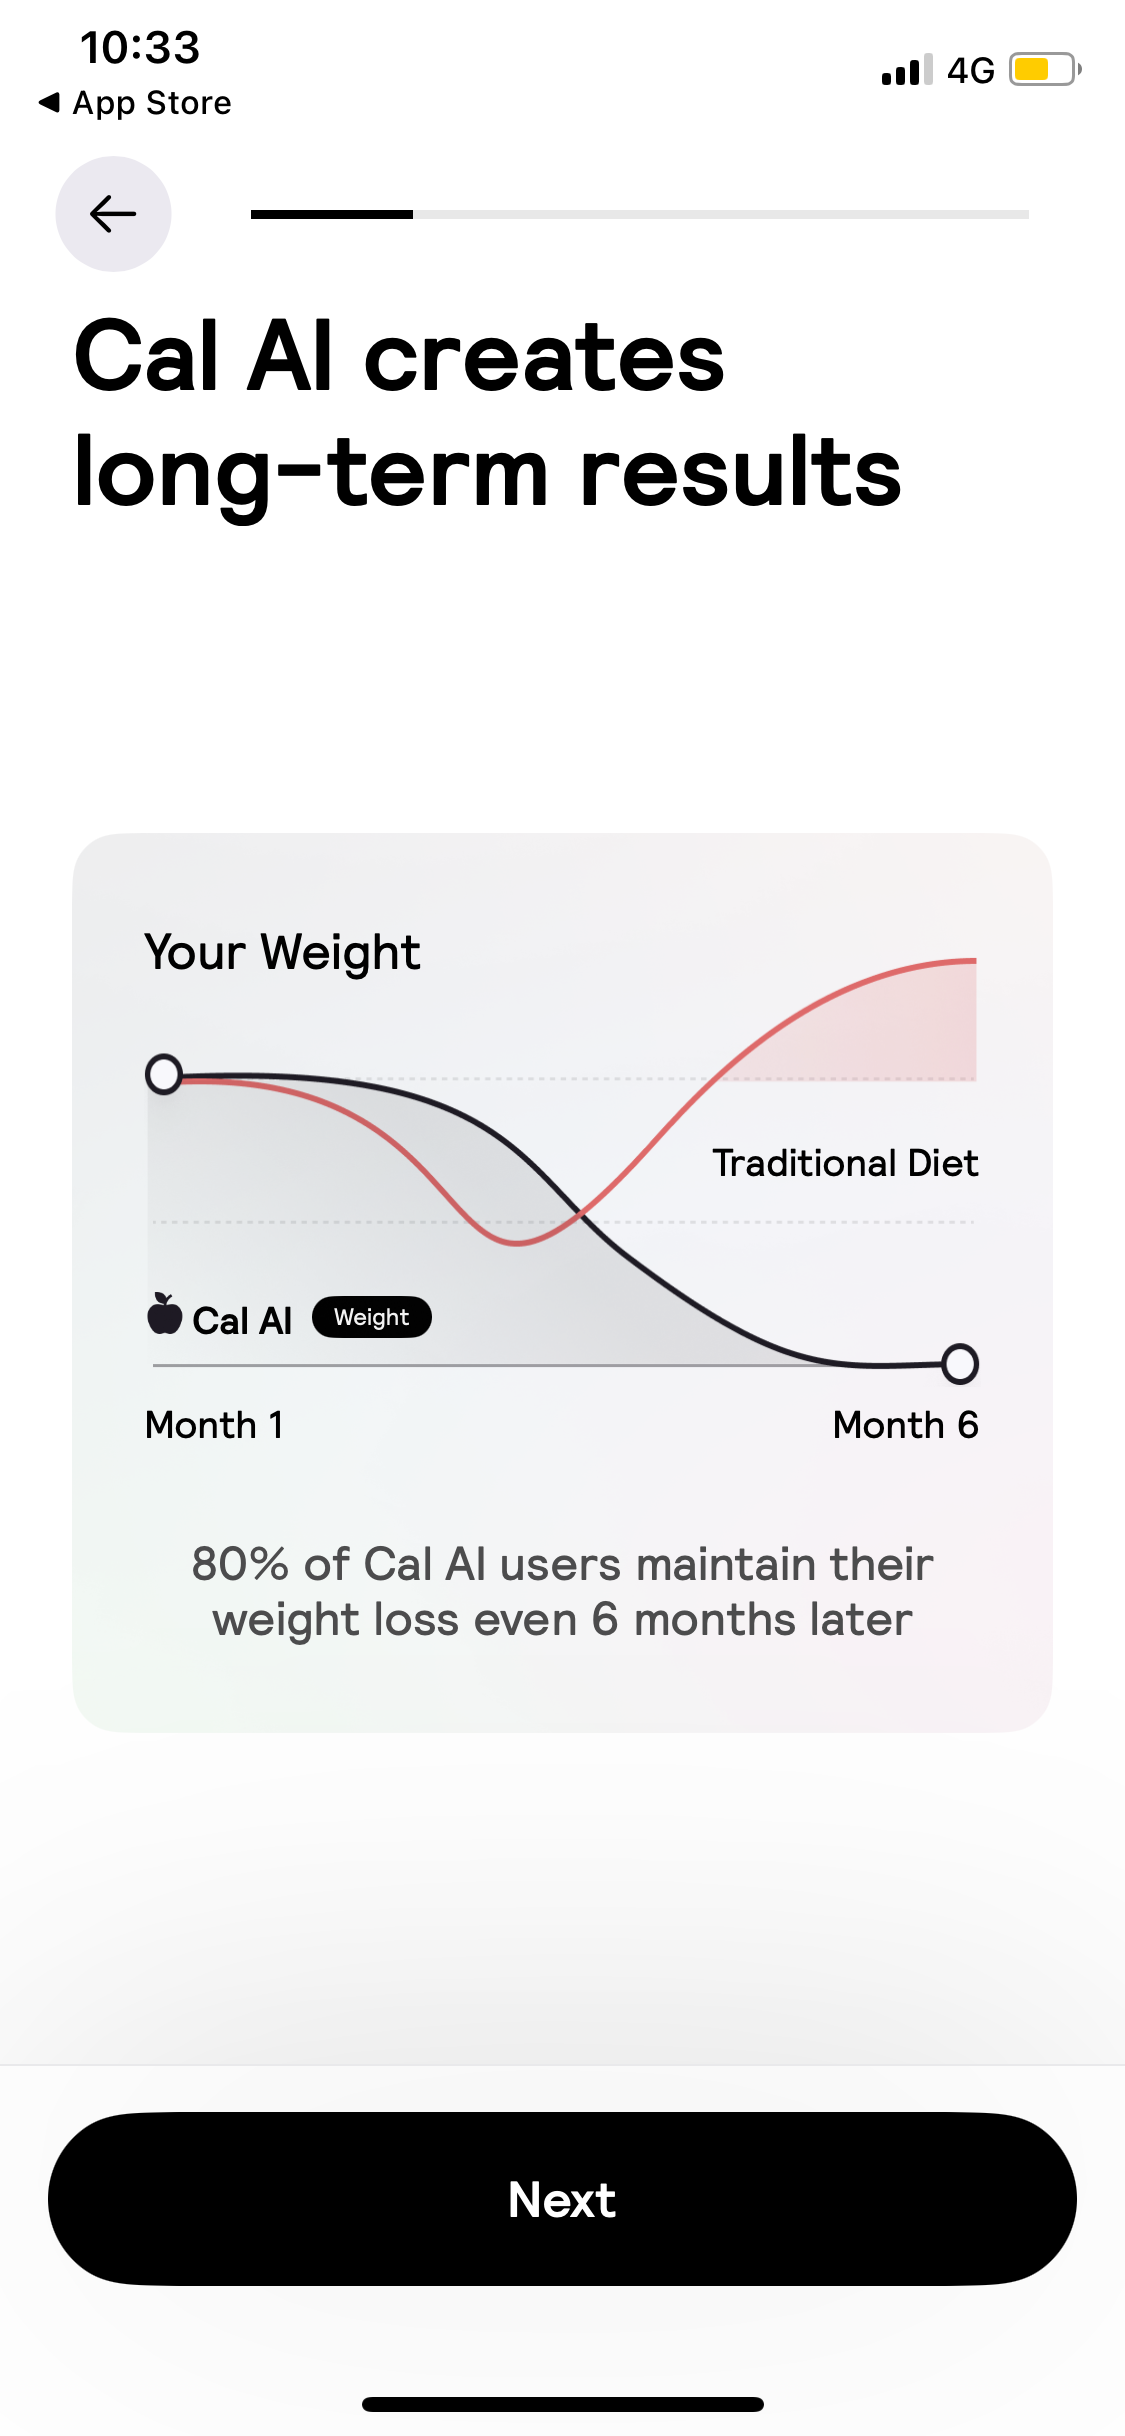 10:33
4G
App Store
Cal AI creates
long-term results
Your Weight
Traditional Diet
Cal AI Weight
Month 1 Month 6
80% of Cal AI users maintain their
weight loss even 6 months later
Next